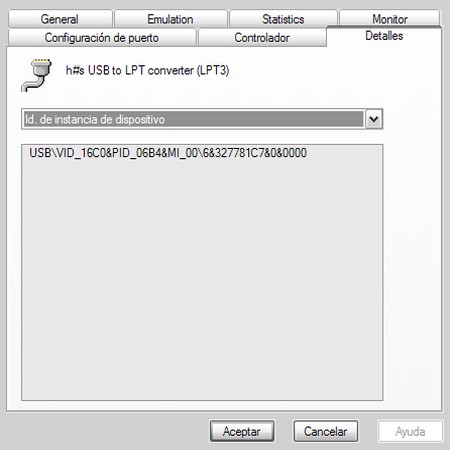 General Emulation Statistics Monitor
Configuración de puerto Controlador Detalles
h#s USB to LPT converter (LPT3)
Id. de instancia de dispositivo
USB\VID_16C0&PID_06B4&MI_00\6&327781C7&0&0000
Aceptar Cancelar Ayuda